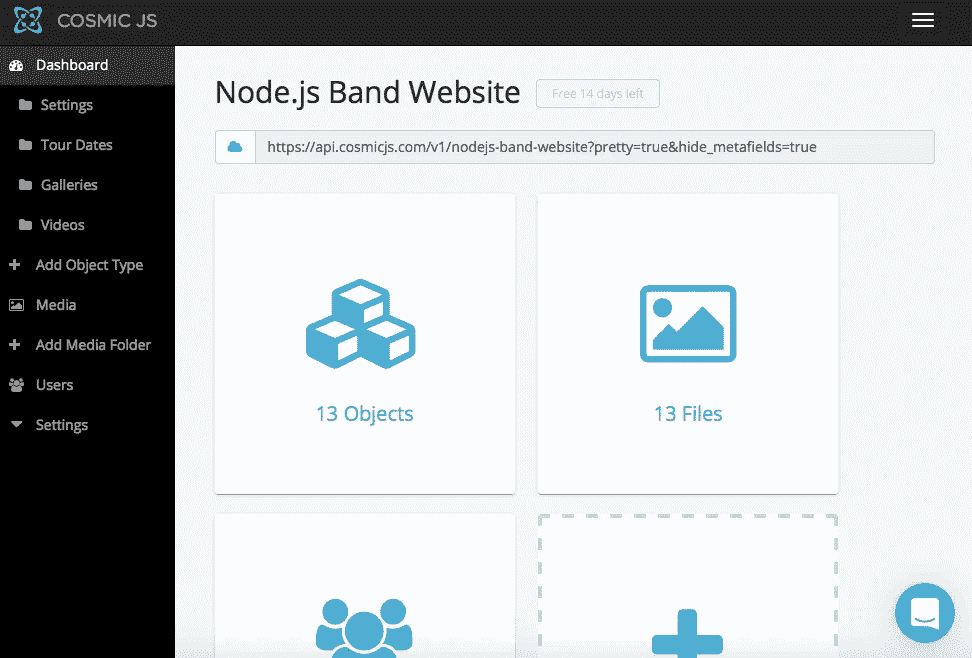 COSMIC JS
Dashboard
Settings
Tour Dates
Galleries
Videos
Add Object Type
Media
Add Media Folder
Users
Settings
Node.js Band Website
Free 14 days left
https://api.cosmicjs.com/v1/nodejs-band-website?pretty=true&hide_metafields=true
13 Objects
13 Files